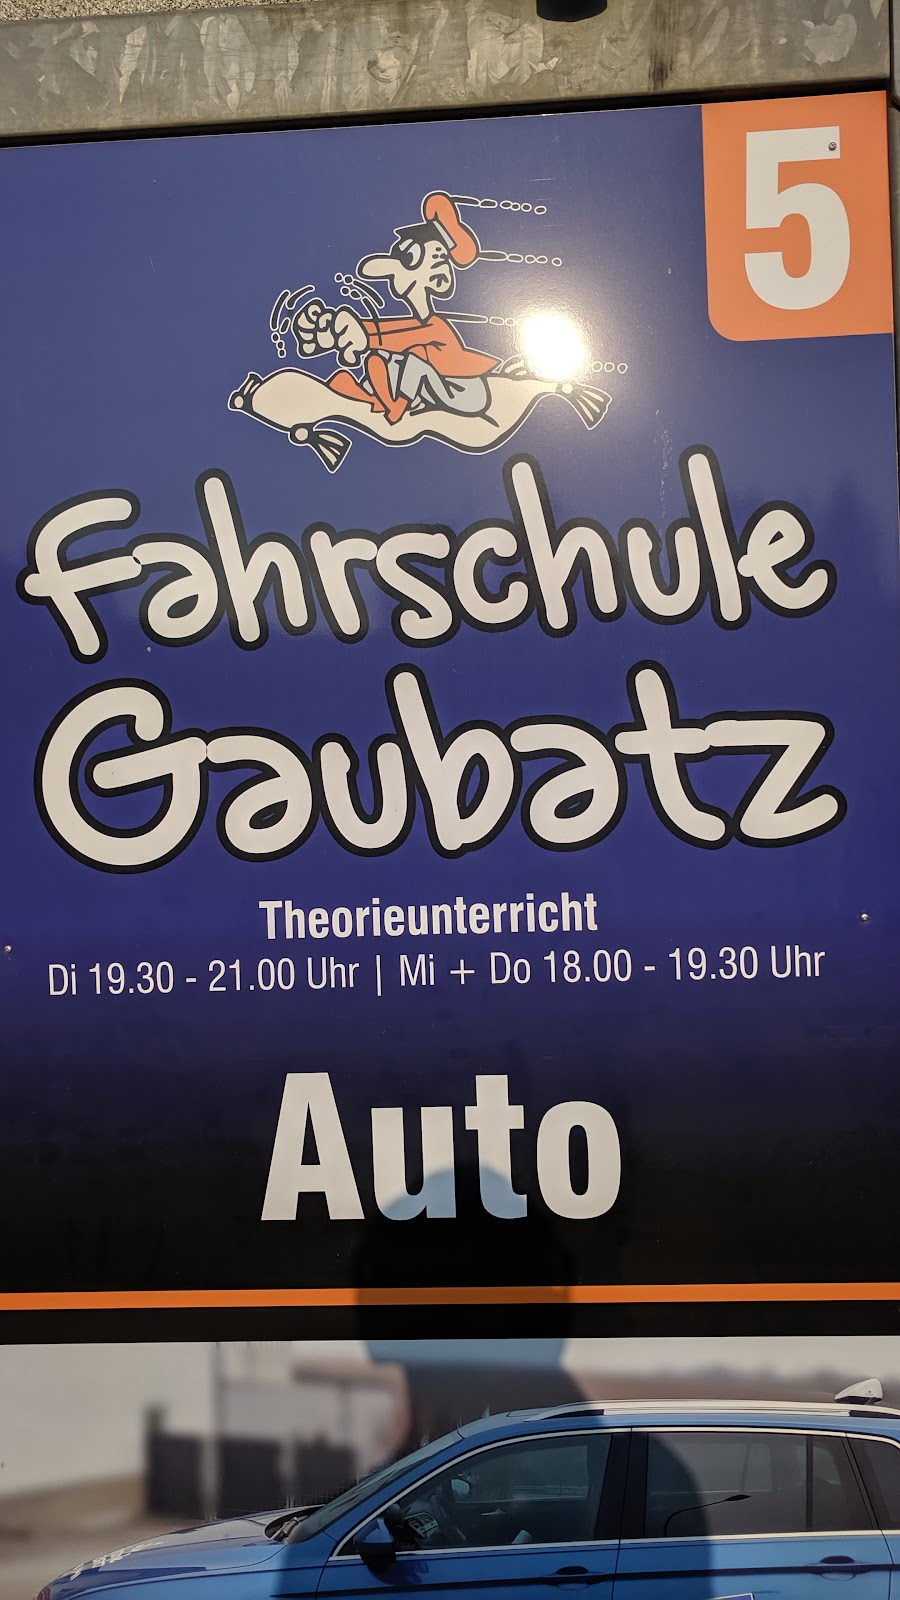 5
Fahrschule
Gaubatz
Theorieunterricht
Di 19.30 - 21.00 Uhr | Mi + Do 18.00 - 19.30 Uhr
Auto